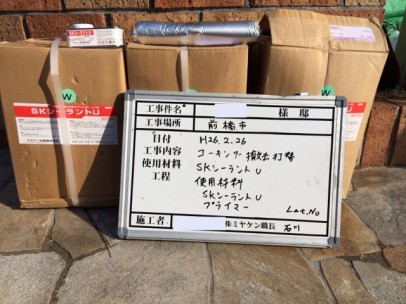 SKシーラントU
W
W
W
工事件名 様邸
工事場所 前橋市
日付 H26.2.26
工事内容 コーキング撤去打替
使用材料 SKシーラントU
工程 使用材料
SKシーラントU
プライマー
Lot.No
施工者 ㈱ミヤケン職長 石川